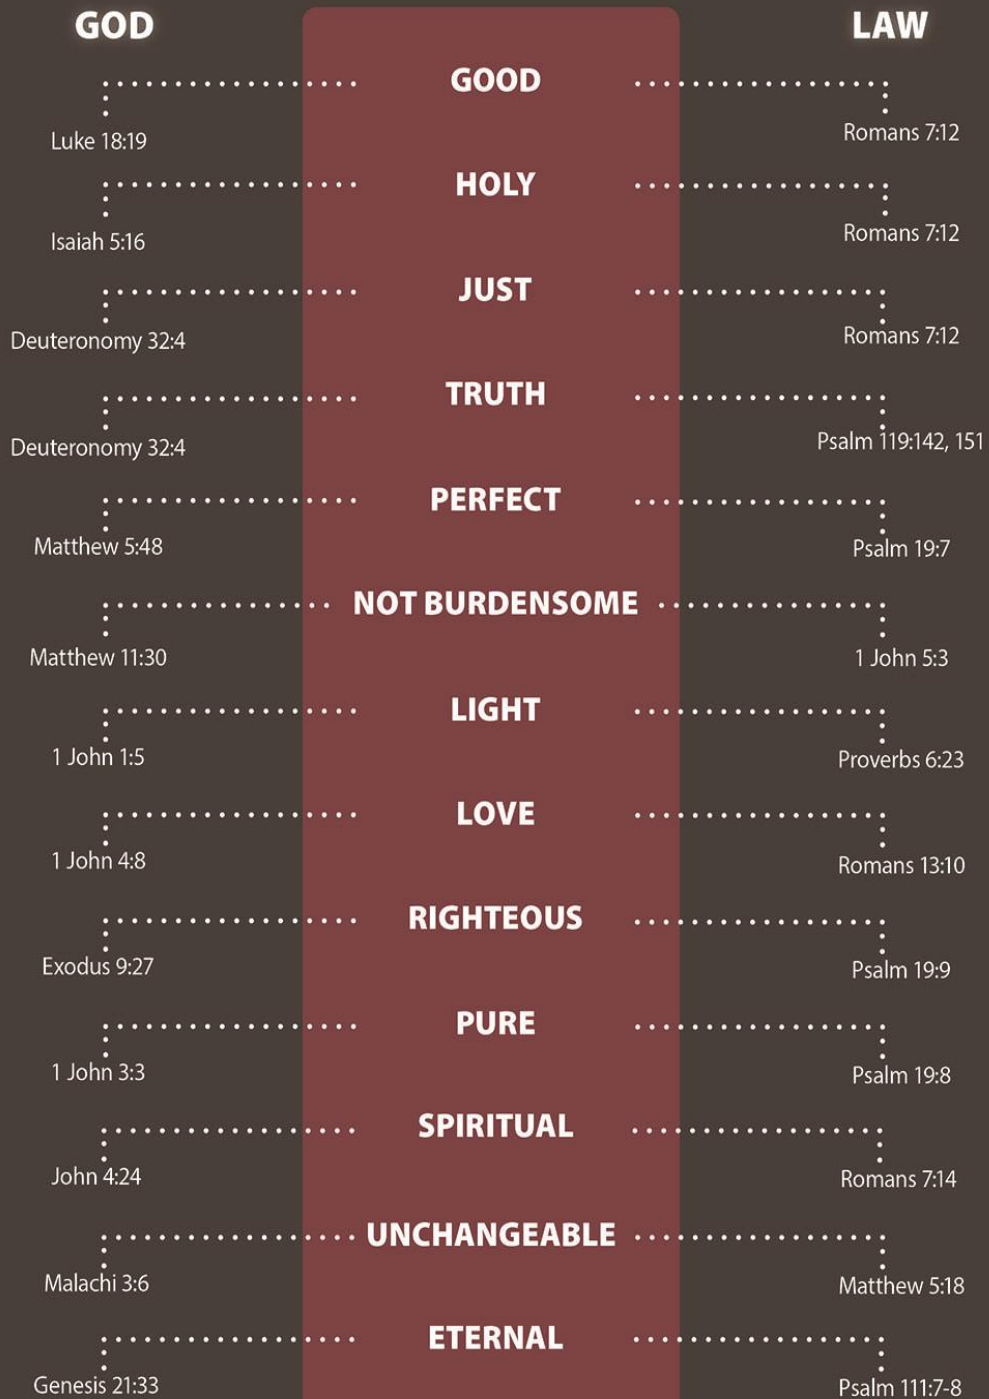 GOD LAW
GOOD
Luke 18:19 Romans 7:12
HOLY
Isaiah 5:16 Romans 7:12
JUST
Deuteronomy 32:4 Romans 7:12
TRUTH
Deuteronomy 32:4 Psalm 119:142, 151
PERFECT
Matthew 5:48 Psalm 19:7
NOT BURDENSOME
Matthew 11:30 1 John 5:3
LIGHT
1 John 1:5 Proverbs 6:23
LOVE
1 John 4:8 Romans 13:10
RIGHTEOUS
Exodus 9:27 Psalm 19:9
PURE
1 John 3:3 Psalm 19:8
SPIRITUAL
John 4:24 Romans 7:14
UNCHANGEABLE
Malachi 3:6 Matthew 5:18
ETERNAL
Genesis 21:33 Psalm 111:7-8